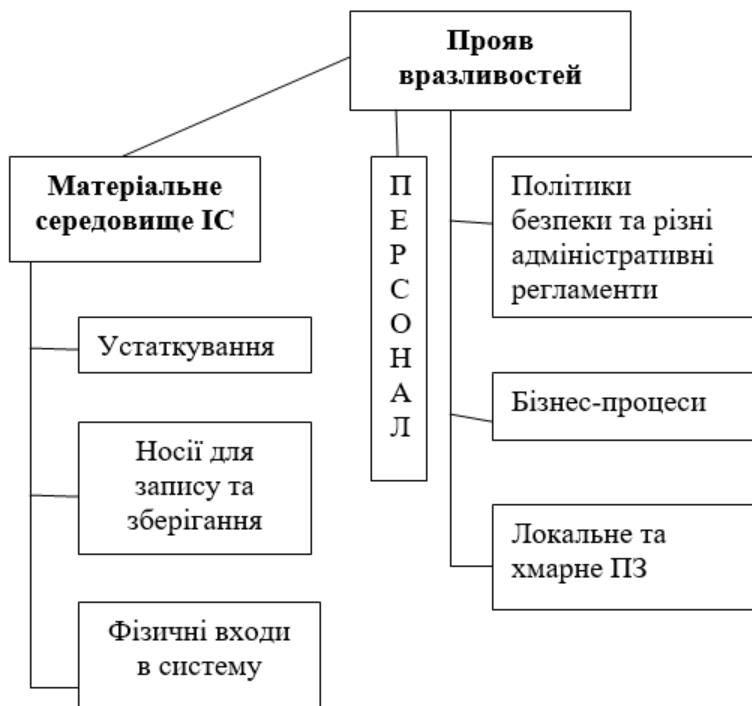 Прояв
вразливостей
Матеріальне
середовище ІС
Устаткування
Носії для
запису та
зберігання
Фізичні входи
в систему
П
Е
Р
С
О
Н
А
Л
Політики
безпеки та різні
адміністративні
регламенти
Бізнес-процеси
Локальне та
хмарне ПЗ